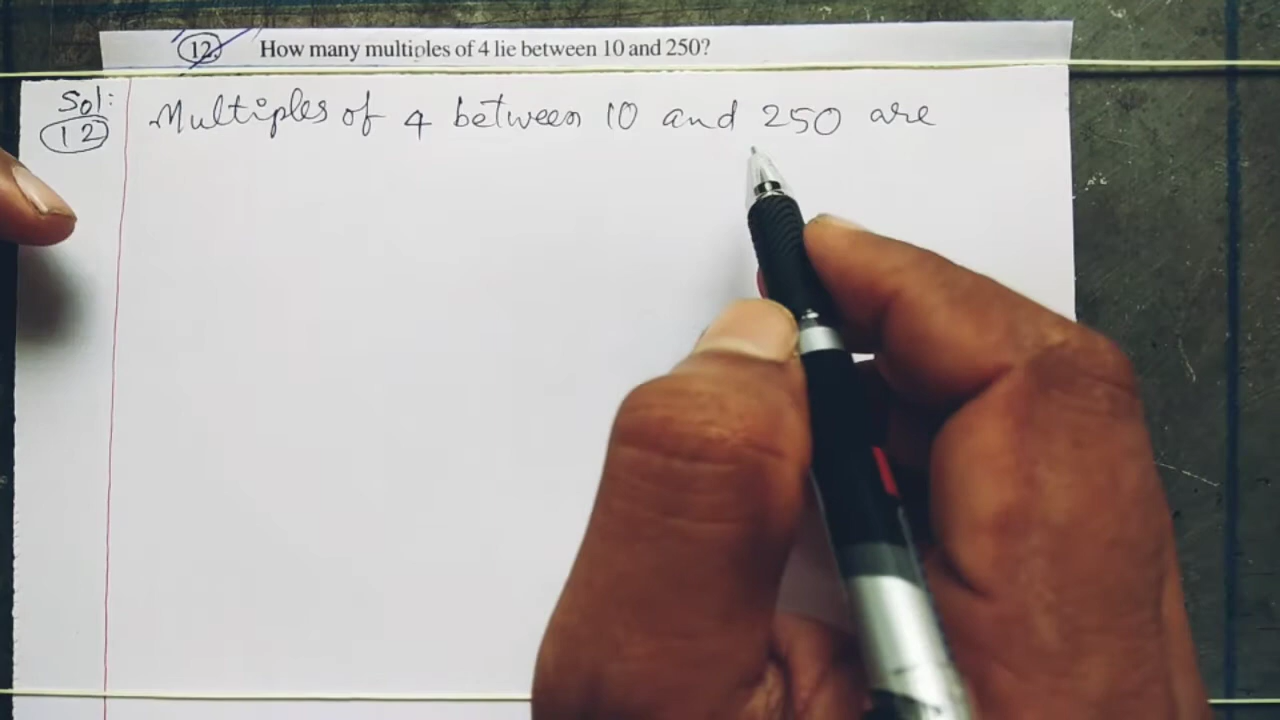 12. How many multiples of 4 lie between 10 and 250?
Sol:
12 Multiples of 4 between 10 and 250 are